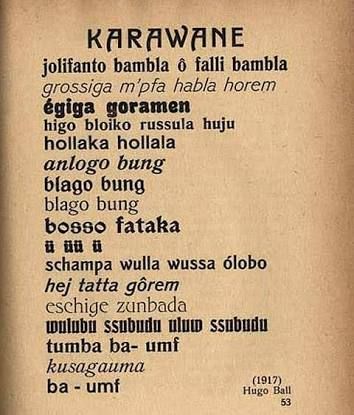 KARAWANE
jolifanto bambla ô falli bambla
grossiga m'pfa habla horem
égiga goramen
higo bloiko russula huju
hollaka hollala
anlogo bung
blago bung
blago bung
bosso fataka
ü üü ü
schampa wulla wussa ólobo
hej tatta gôrem
eschige zunbada
wulubu ssubudu uluw ssubudu
tumba ba- umf
kusagauma
ba - umf
(1917)
Hugo Ball
53